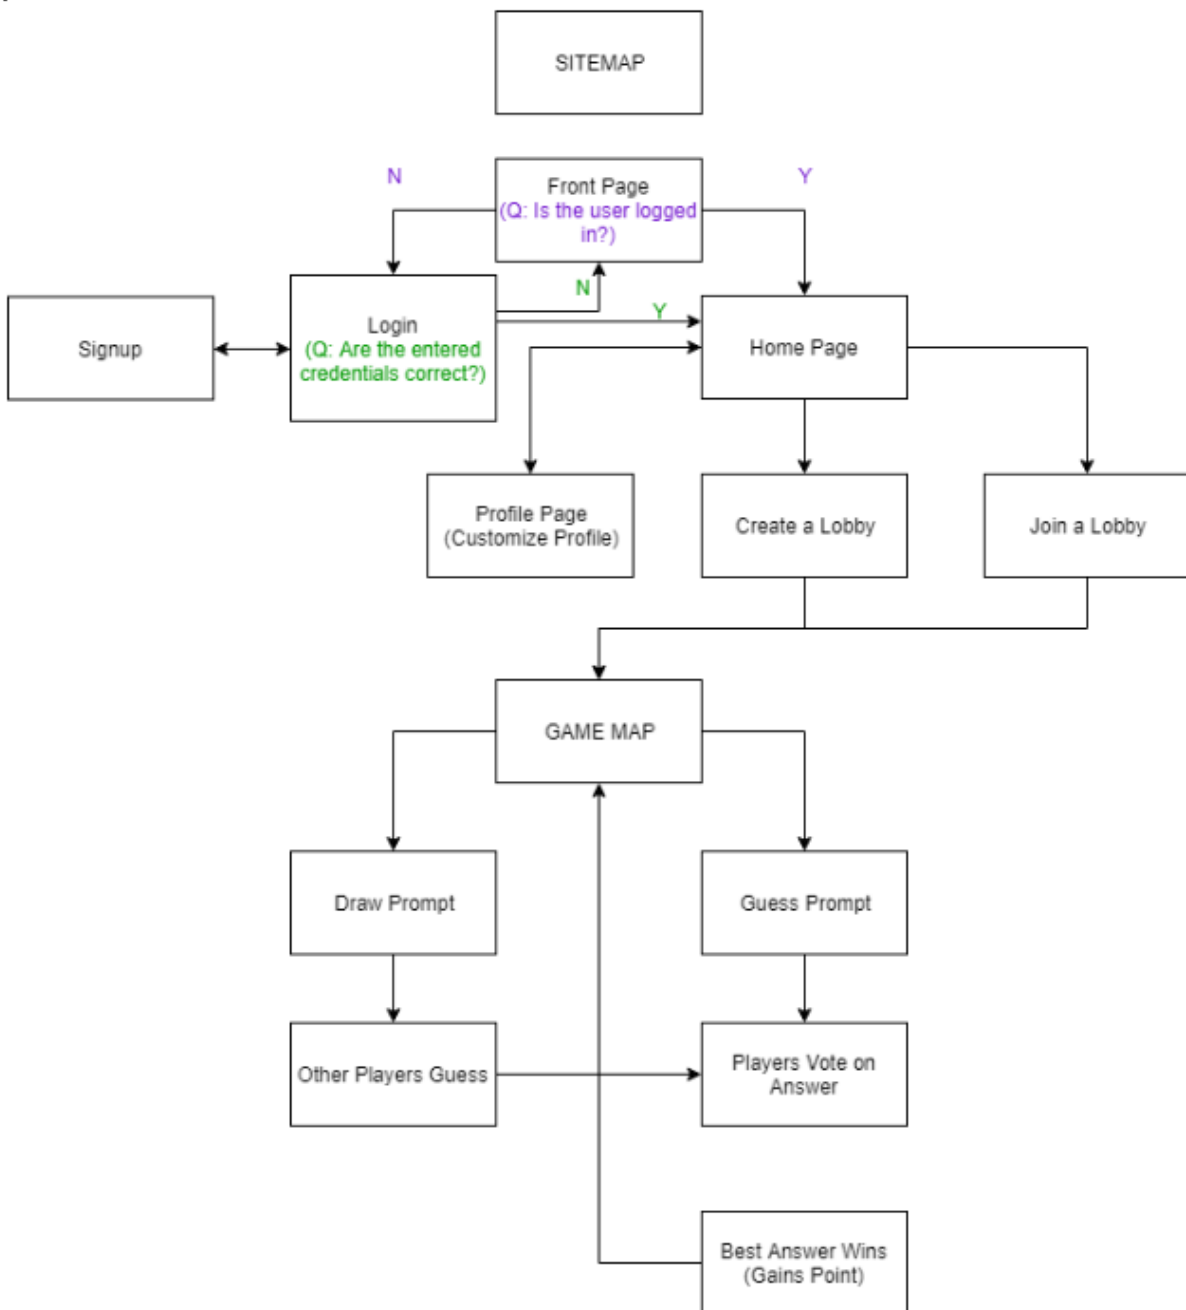 SITEMAP
N
Front Page
(Q: Is the user logged
in?)
Y
N
Y
Signup
Login
(Q: Are the entered
credentials correct?)
Home Page
Profile Page
(Customize Profile)
Create a Lobby
Join a Lobby
GAME MAP
Draw Prompt
Guess Prompt
Other Players Guess
Players Vote on
Answer
Best Answer Wins
(Gains Point)